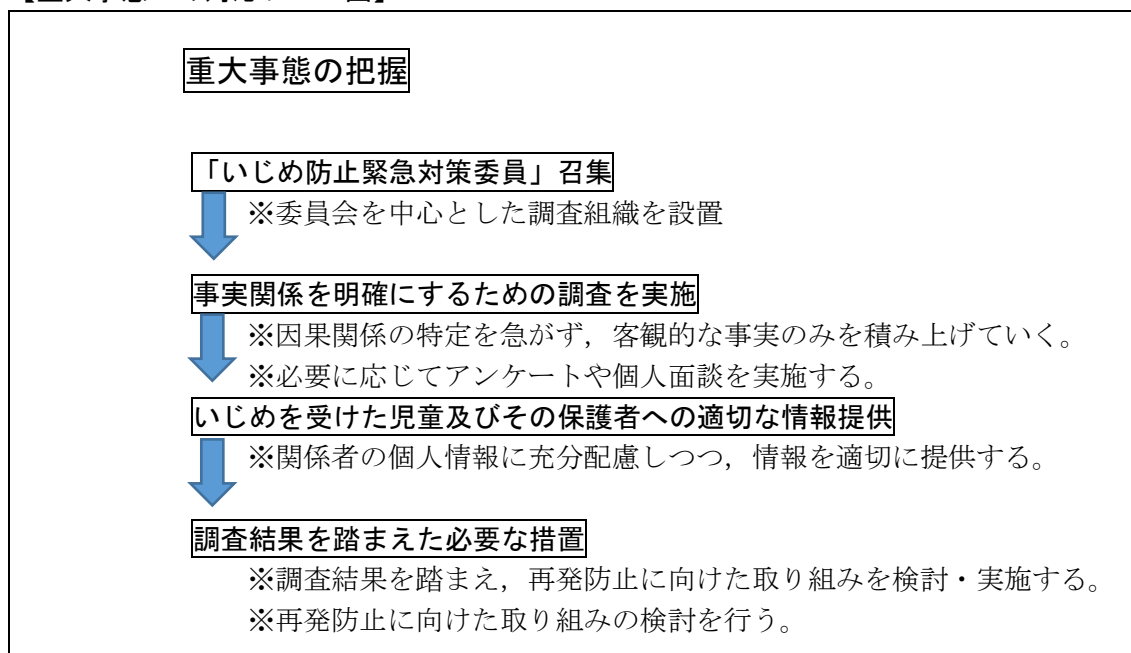 重大事態の把握
「いじめ防止緊急対策委員」召集
※委員会を中心とした調査組織を設置
事実関係を明確にするための調査を実施
※因果関係の特定を急がず，客観的な事実のみを積み上げていく。
※必要に応じてアンケートや個人面談を実施する。
いじめを受けた児童及びその保護者への適切な情報提供
※関係者の個人情報に充分配慮しつつ，情報を適切に提供する。
調査結果を踏まえた必要な措置
※調査結果を踏まえ，再発防止に向けた取り組みを検討・実施する。
※再発防止に向けた取り組みの検討を行う。